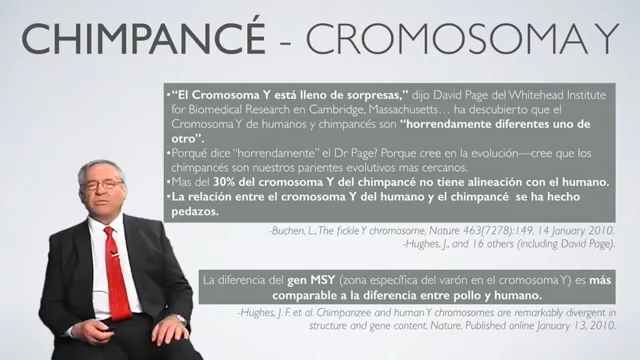 CHIMPANCÉ - CROMOSOMA Y
•“El Cromosoma Y está lleno de sorpresas,” dijo David Page del Whitehead Institute
for Biomedical Research en Cambridge, Massachusetts… ha descubierto que el
Cromosoma Y de humanos y chimpancés son “horrendamente diferentes uno de
otro”.
•Porqué dice “horrendamente” el Dr Page? Porque cree en la evolución—cree que los
chimpancés son nuestros parientes evolutivos mas cercanos.
•Mas del 30% del cromosoma Y del chimpancé no tiene alineación con el humano.
•La relación entre el cromosoma Y del humano y el chimpancé se ha hecho
pedazos.
-Buchen, L., The fickle Y chromosome, Nature 463(7278):149, 14 January 2010.
-Hughes, J., and 16 others (including David Page).
La diferencia del gen MSY (zona específica del varón en el cromosoma Y) es más
comparable a la diferencia entre pollo y humano.
-Hughes, J. F. et al. Chimpanzee and human Y chromosomes are remarkably divergent in
structure and gene content. Nature. Published online January 13, 2010.